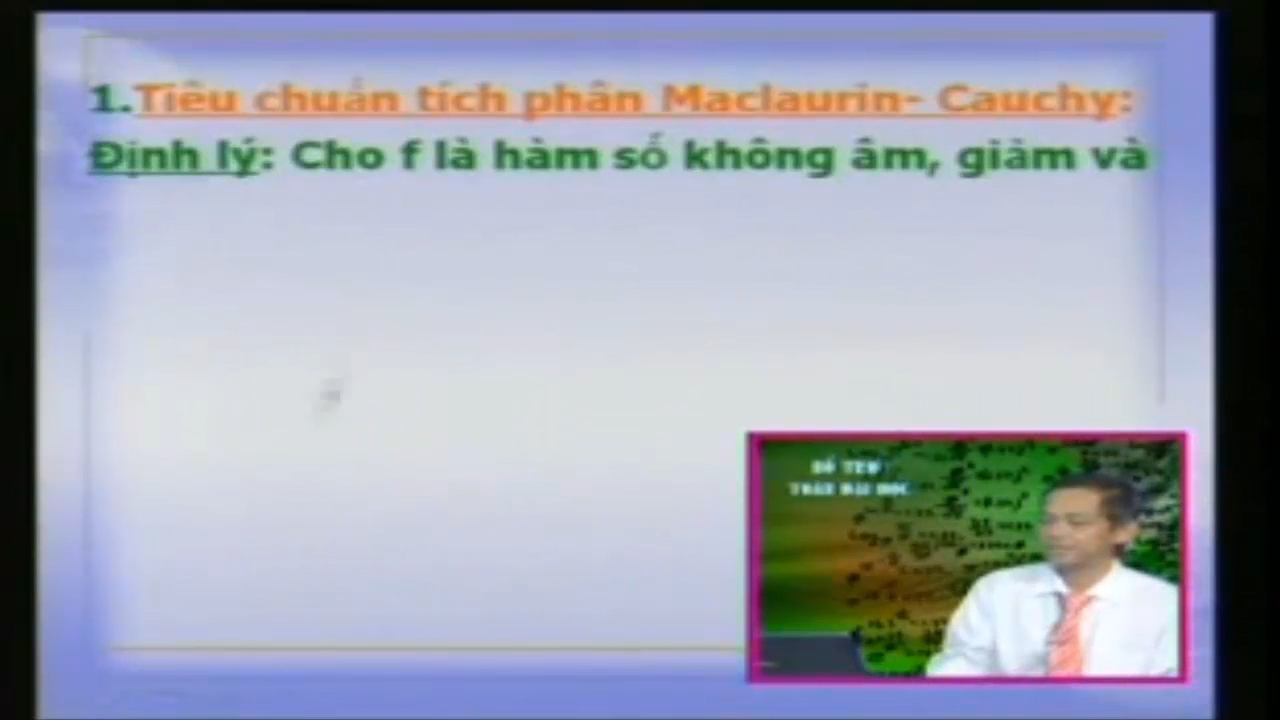 1.Tiêu chuẩn tích phân Maclaurin- Cauchy:
Định lý: Cho f là hàm số không âm, giảm và